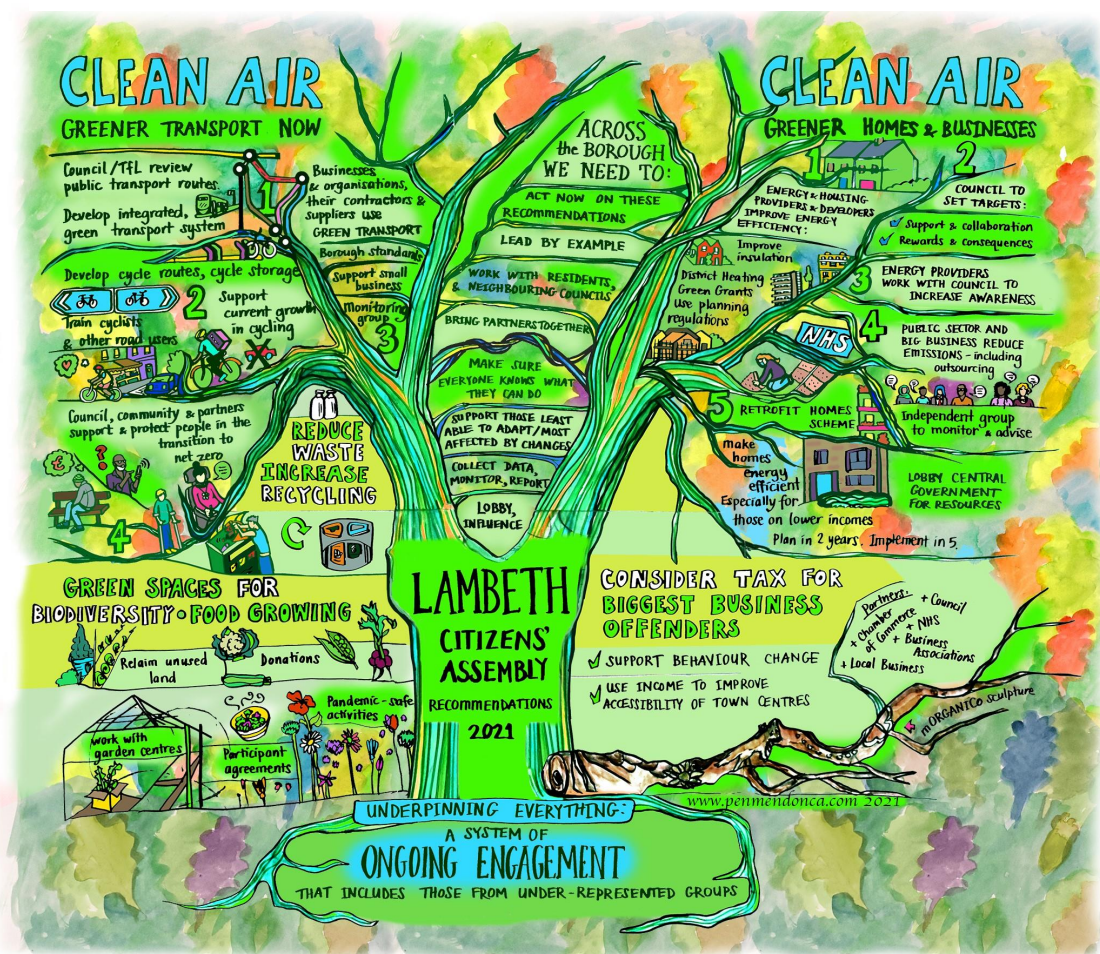 CLEAN AIR
GREENER TRANSPORT NOW
Council/TfL review
public transport routes
Develop integrated,
green transport system
1
Businesses
& organisations,
their contractors &
suppliers use
GREEN TRANSPORT
Borough standards
Support small
business
Monitoring
group
3
Develop cycle routes, cycle storage
2
Support
current growth
in cycling
Train cyclists
& other road users
Council, community & partners
support & protect people in the
transition to
net zero
£
?
4
REDUCE
WASTE
INCREASE
RECYCLING
GREEN SPACES FOR
BIODIVERSITY • FOOD GROWING
Relaim unused
land
Donations
Pandemic-safe
activities
work with
garden centres
Participant
agreements
ACROSS
the BOROUGH
WE NEED TO:
ACT NOW ON THESE
RECOMMENDATIONS
LEAD BY EXAMPLE
WORK WITH RESIDENTS,
& NEIGHBOURING COUNCILS
BRING PARTNERS TOGETHER
MAKE SURE
EVERYONE KNOWS WHAT
THEY CAN DO
SUPPORT THOSE LEAST
ABLE TO ADAPT/MOST
AFFECTED BY CHANGES
COLLECT DATA,
MONITOR, REPORT
LOBBY,
INFLUENCE
LAMBETH
CITIZENS'
ASSEMBLY
RECOMMENDATIONS
2021
CLEAN AIR
GREENER HOMES & BUSINESSES
1
ENERGY & HOUSING
PROVIDERS & DEVELOPERS
IMPROVE ENERGY
EFFICIENCY:
Improve
insulation
District Heating
Green Grants
Use planning
regulations
2
COUNCIL TO
SET TARGETS:
Support & collaboration
Rewards & consequences
3
ENERGY PROVIDERS
WORK WITH COUNCIL TO
INCREASE AWARENESS
4
NHS
PUBLIC SECTOR AND
BIG BUSINESS REDUCE
EMISSIONS - including
outsourcing
Independent group
to monitor & advise
5
RETROFIT HOMES
SCHEME
make
homes
energy
efficient
Especially for
those on lower incomes
Plan in 2 years. Implement in 5.
LOBBY CENTRAL
GOVERNMENT
FOR RESOURCES
CONSIDER TAX FOR
BIGGEST BUSINESS
OFFENDERS
SUPPORT BEHAVIOUR CHANGE
USE INCOME TO IMPROVE
ACCESSIBILITY OF TOWN CENTRES
Partners:
+ Council
+ Chamber
of Commerce
+ NHS
+ Business
Associations
+ Local Business
mORGANICo sculpture
www.penmendonca.com 2021
UNDERPINNING EVERYTHING:
A SYSTEM OF
ONGOING ENGAGEMENT
THAT INCLUDES THOSE FROM UNDER-REPRESENTED GROUPS